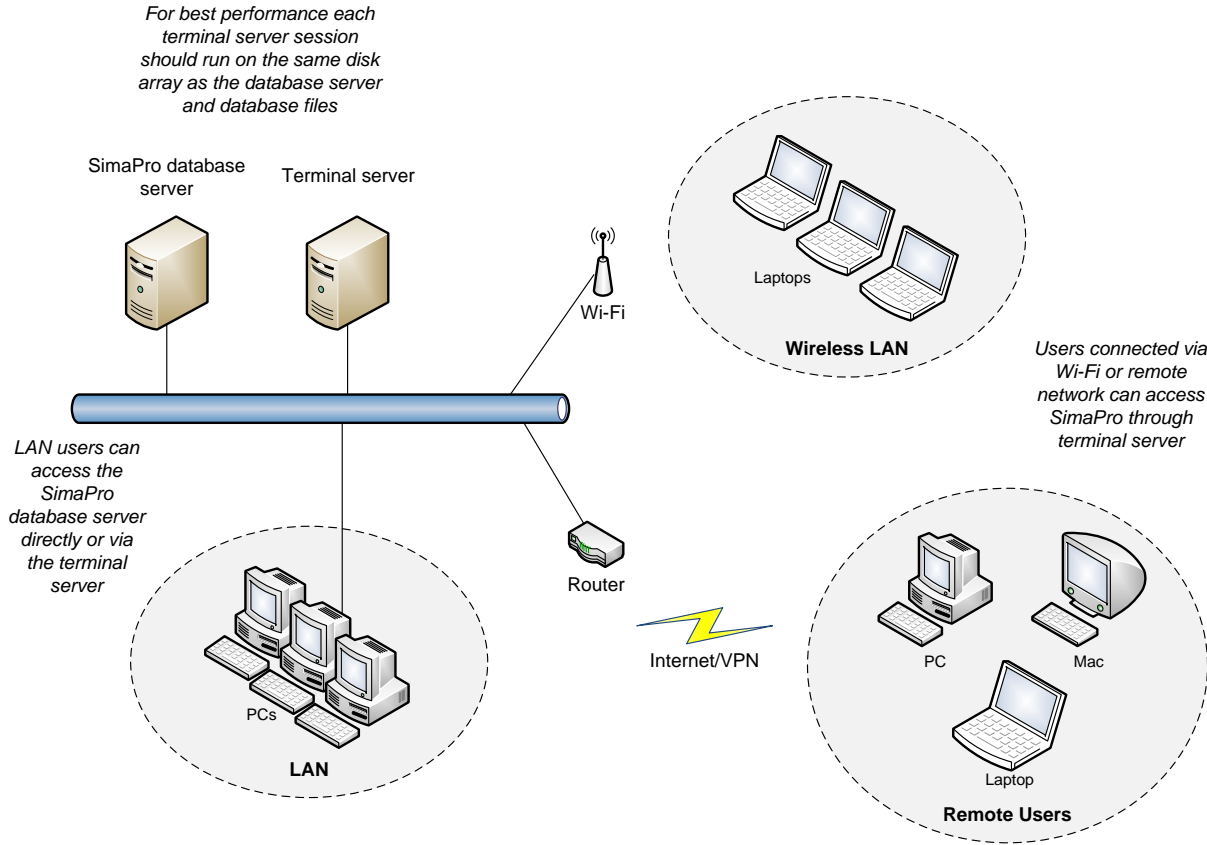 For best performance each
terminal server session
should run on the same disk
array as the database server
and database files
SimaPro database
server
Terminal server
Wi-Fi
Laptops
Wireless LAN
Users connected via
Wi-Fi or remote
network can access
SimaPro through
terminal server
LAN users can
access the
SimaPro
database server
directly or via
the terminal
server
Router
Internet/VPN
PCs
LAN
PC
Mac
Laptop
Remote Users